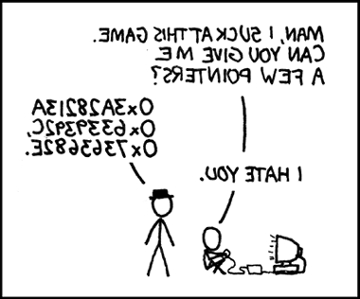 MAN, I SUCK AT THIS GAME.
CAN YOU GIVE ME
A FEW POINTERS?
0x3A28213A
0x6339392C,
0x7363682E.
I HATE YOU.